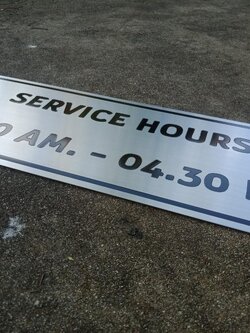 SERVICE HOURS
0 AM. - 04.30